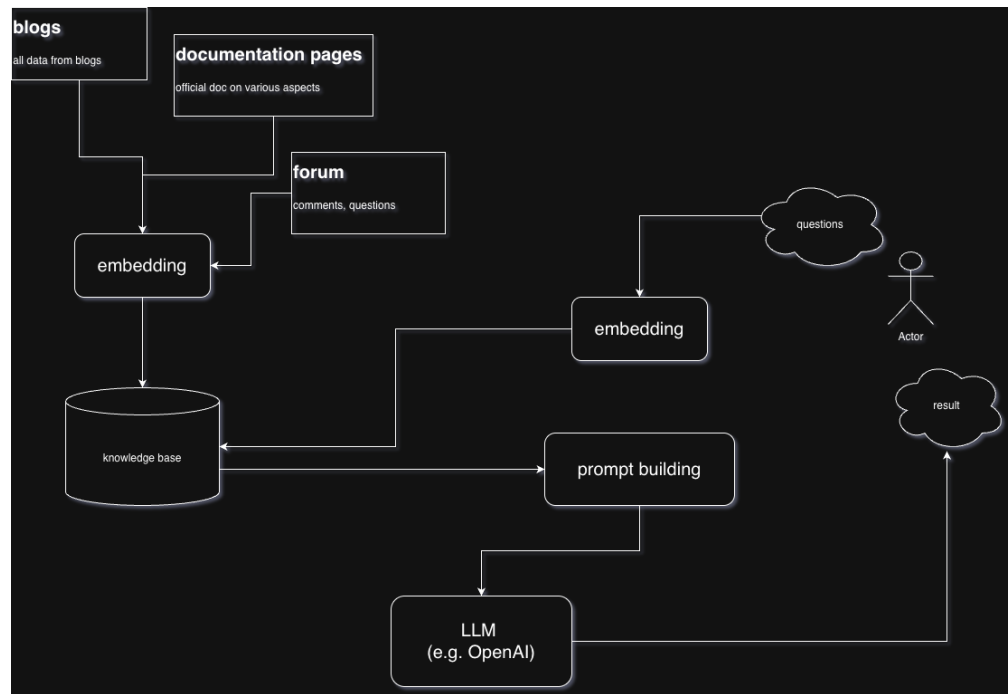 blogs
all data from blogs
documentation pages
official doc on various aspects
forum
comments, questions
questions
embedding
embedding
Actor
result
knowledge base
prompt building
LLM
(e.g. OpenAI)